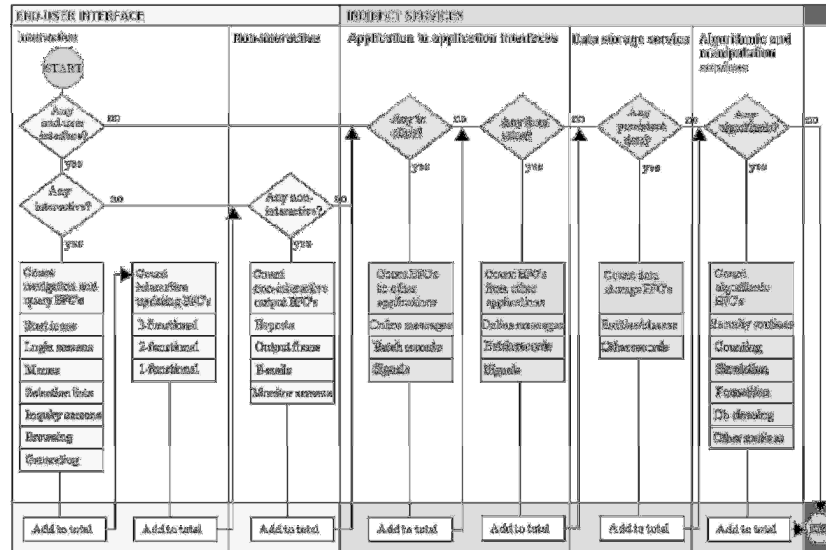 END-USER INTERFACE
INDIRECT SERVICES
Interactive
Non-interactive
Application to application interfaces
Data storage service
Algorithmic and
manipulation
services
START
Any
end-user
interface?
no
yes
Any
interactive?
no
yes
Any non-
interactive?
no
yes
Any to
other?
no
yes
Any from
other?
no
yes
Any
persistent
data?
no
yes
Any
algorithmic?
no
yes
Count
navigation and
query BFC's
Login screens
Menus
Selection lists
Inquiry screens
Browsing
Generating
Add to total
Count
interactive
updating BFC's
3-functional
2-functional
1-functional
Add to total
Count
non-interactive
output BFC's
Reports
Output forms
E-mails
Monitor screens
Add to total
Count BFC's
to other
applications
Online messages
Batch records
Signals
Add to total
Count BFC's
from other
applications
Online messages
Batch records
Signals
Add to total
Count data
storage BFC's
Entities/classes
Other records
Add to total
Count
algorithmic
BFC's
Security routines
Counting
Simulation
Formatting
Db cleaning
Other routines
Add to total